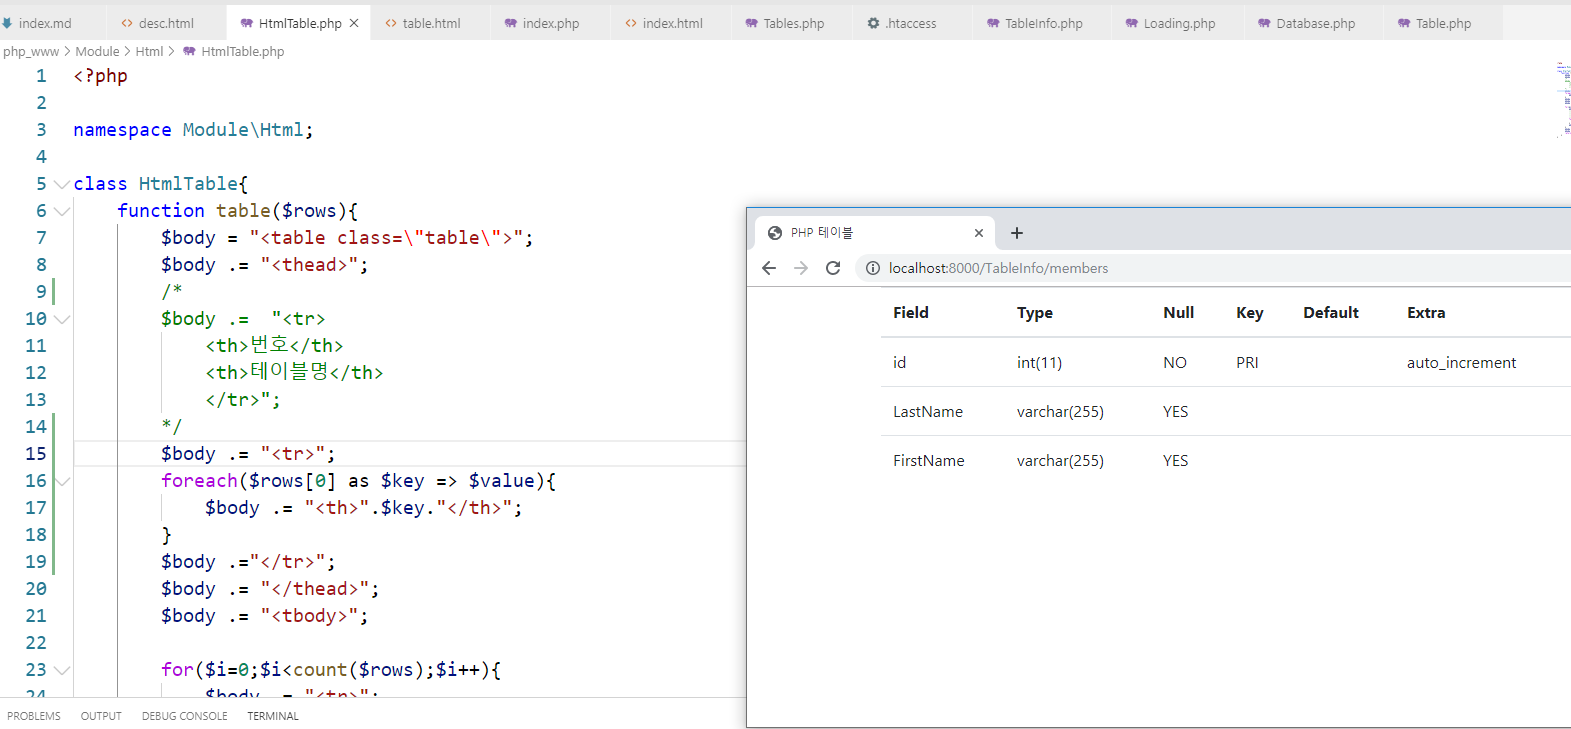 index.md desc.html HtmlTable.php table.html index.php index.html Tables.php .htaccess TableInfo.php Loading.php Database.php Table.php
php_www > Module > Html > HtmlTable.php
1 <?php
2
3 namespace Module\Html;
4
5 class HtmlTable{
6 function table($rows){
7 $body = "<table class=\"table\">";
8 $body .= "<thead>";
9 /*
10 $body .=  "<tr>
11 <th>번호</th>
12 <th>테이블명</th>
13 </tr>";
14 */
15 $body .= "<tr>";
16 foreach($rows[0] as $key => $value){
17 $body .= "<th>".$key."</th>";
18 }
19 $body .="</tr>";
20 $body .= "</thead>";
21 $body .= "<tbody>";
22
23 for($i=0;$i<count($rows);$i++){
24 $body .= "<tr>";
PROBLEMS OUTPUT DEBUG CONSOLE TERMINAL
PHP 테이블
localhost:8000/TableInfo/members
Field Type Null Key Default Extra
id int(11) NO PRI auto_increment
LastName varchar(255) YES
FirstName varchar(255) YES